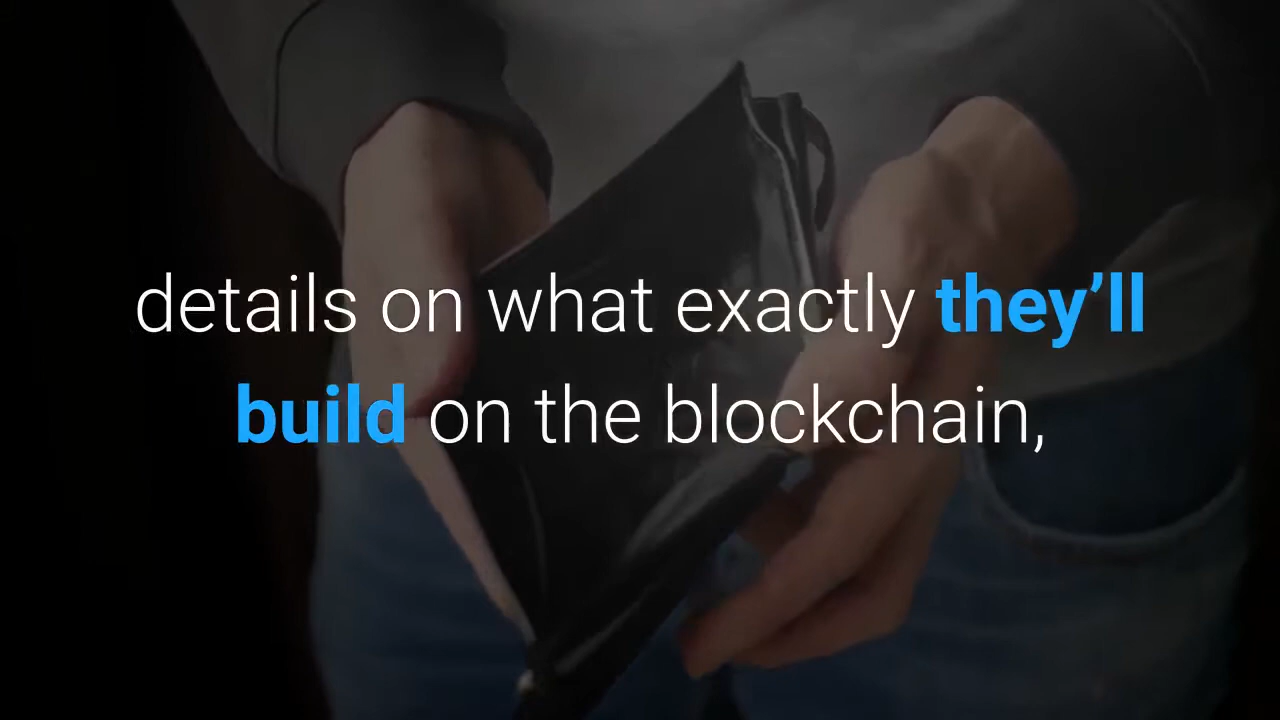 details on what exactly they’ll
build on the blockchain,